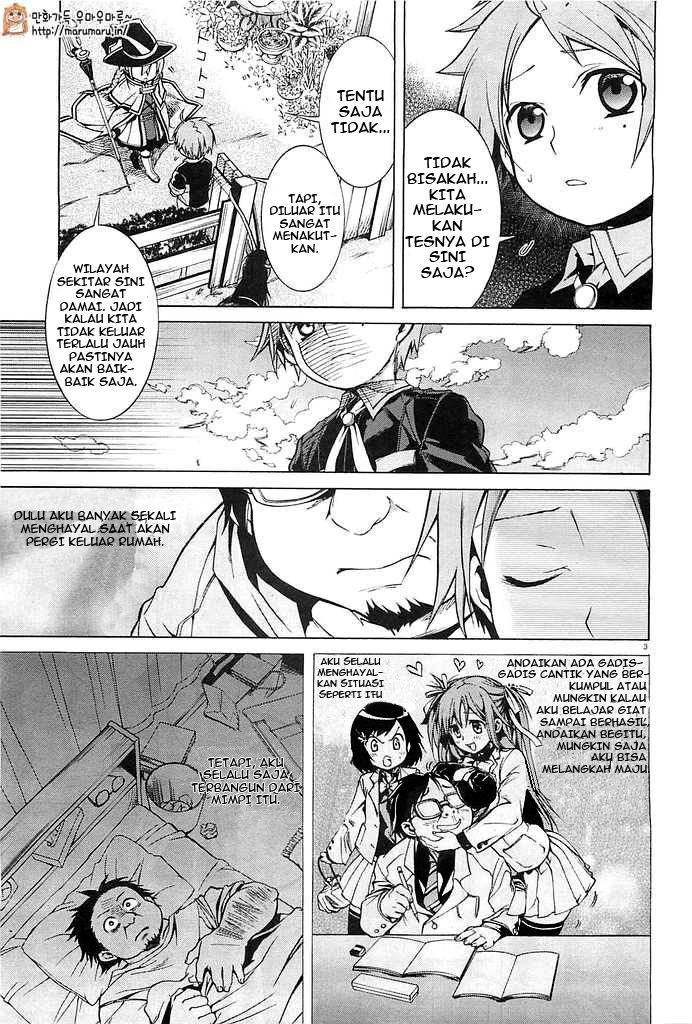 만화가든 우마우마루~
http://marumaru.in/
TIDAK
BISAKAH...
KITA
MELAKU-
KAN
TESNYA DI
SINI
SAJA?
TENTU
SAJA
TIDAK...
TAPI,
DILUAR ITU
SANGAT
MENAKUT-
KAN.
WILAYAH
SEKITAR SINI
SANGAT
DAMAI. JADI
KALAU KITA
TIDAK KELUAR
TERLALU JAUH
PASTINYA
AKAN BAIK-
BAIK SAJA.
DULU AKU BANYAK SEKALI
MENGHAYAL SAAT AKAN
PERGI KELUAR RUMAH.
3
ANDAIKAN ADA GADIS-
GADIS CANTIK YANG BER-
KUMPUL ATAU
MUNGKIN KALAU
AKU BELAJAR GIAT
SAMPAI BERHASIL,
ANDAIKAN BEGITU,
MUNGKIN SAJA
AKU BISA
MELANGKAH MAJU.
AKU SELALU
MENGHAYAL-
KAN SITUASI
SEPERTI ITU
TETAPI, AKU
SELALU SAJA
TERBANGUN DARI
MIMPI ITU.